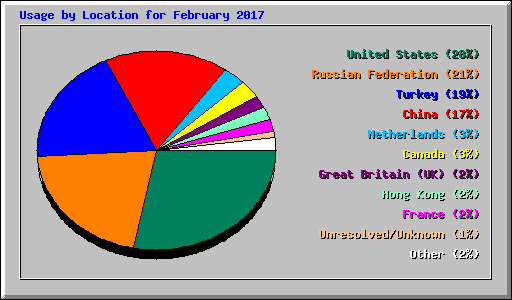 Usage by Location for February 2017
United States (28%)
Russian Federation (21%)
Turkey (19%)
China (17%)
Netherlands (3%)
Canada (3%)
Great Britain (UK) (2%)
Hong Kong (2%)
France (2%)
Unresolved/Unknown (1%)
Other (2%)